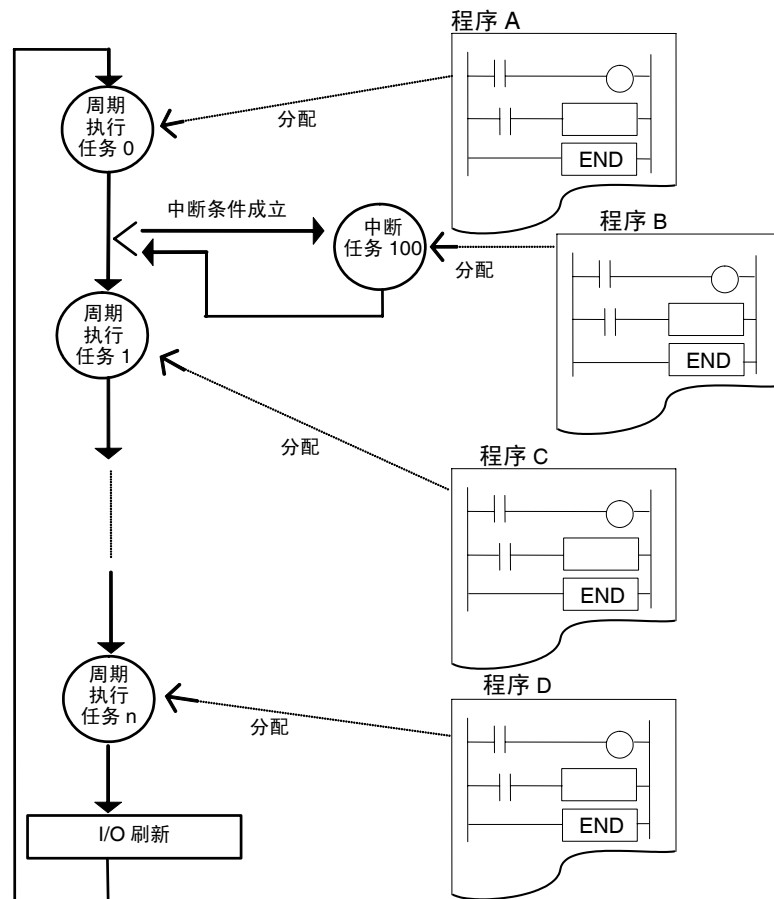 程序 A
周期
执行
任务 0
分配
END
中断条件成立
中断
任务 100
程序 B
分配
END
周期
执行
任务 1
分配
程序 C
END
周期
执行
任务 n
分配
程序 D
END
I/O 刷新